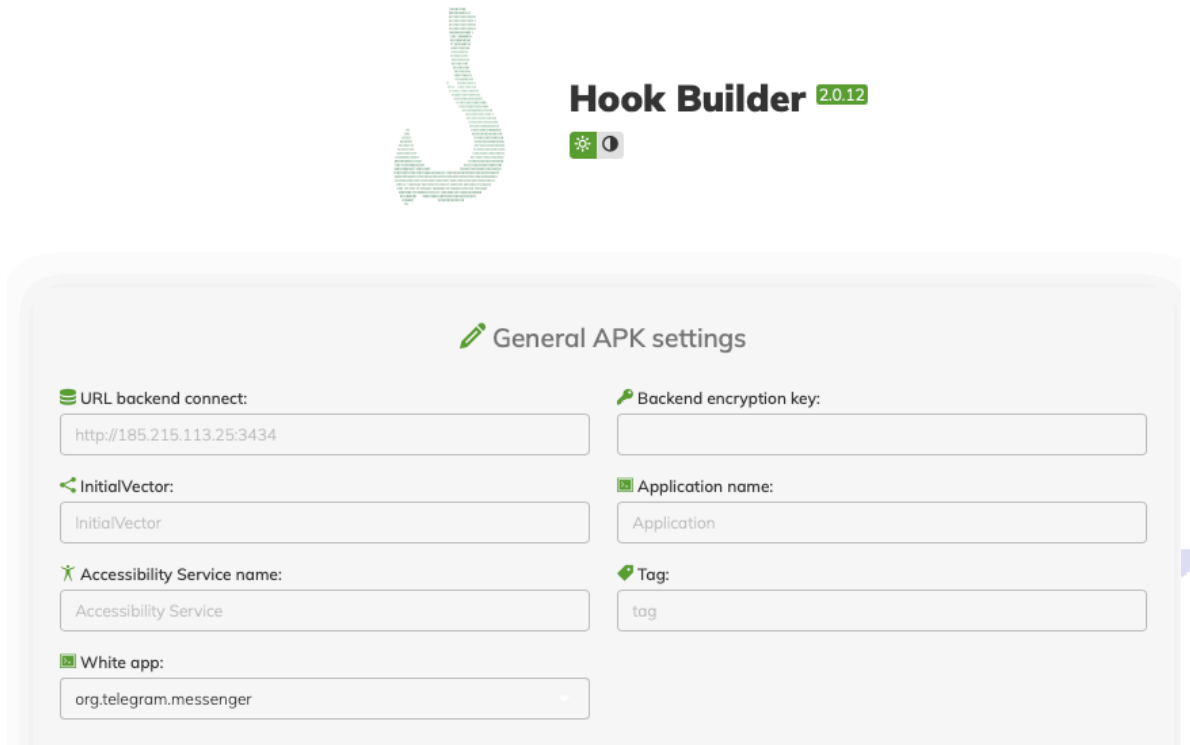 Hook Builder 2.0.12
General APK settings
URL backend connect:
http://185.215.113.25:3434
Backend encryption key:
InitialVector:
InitialVector
Application name:
Application
Accessibility Service name:
Accessibility Service
Tag:
tag
White app:
org.telegram.messenger